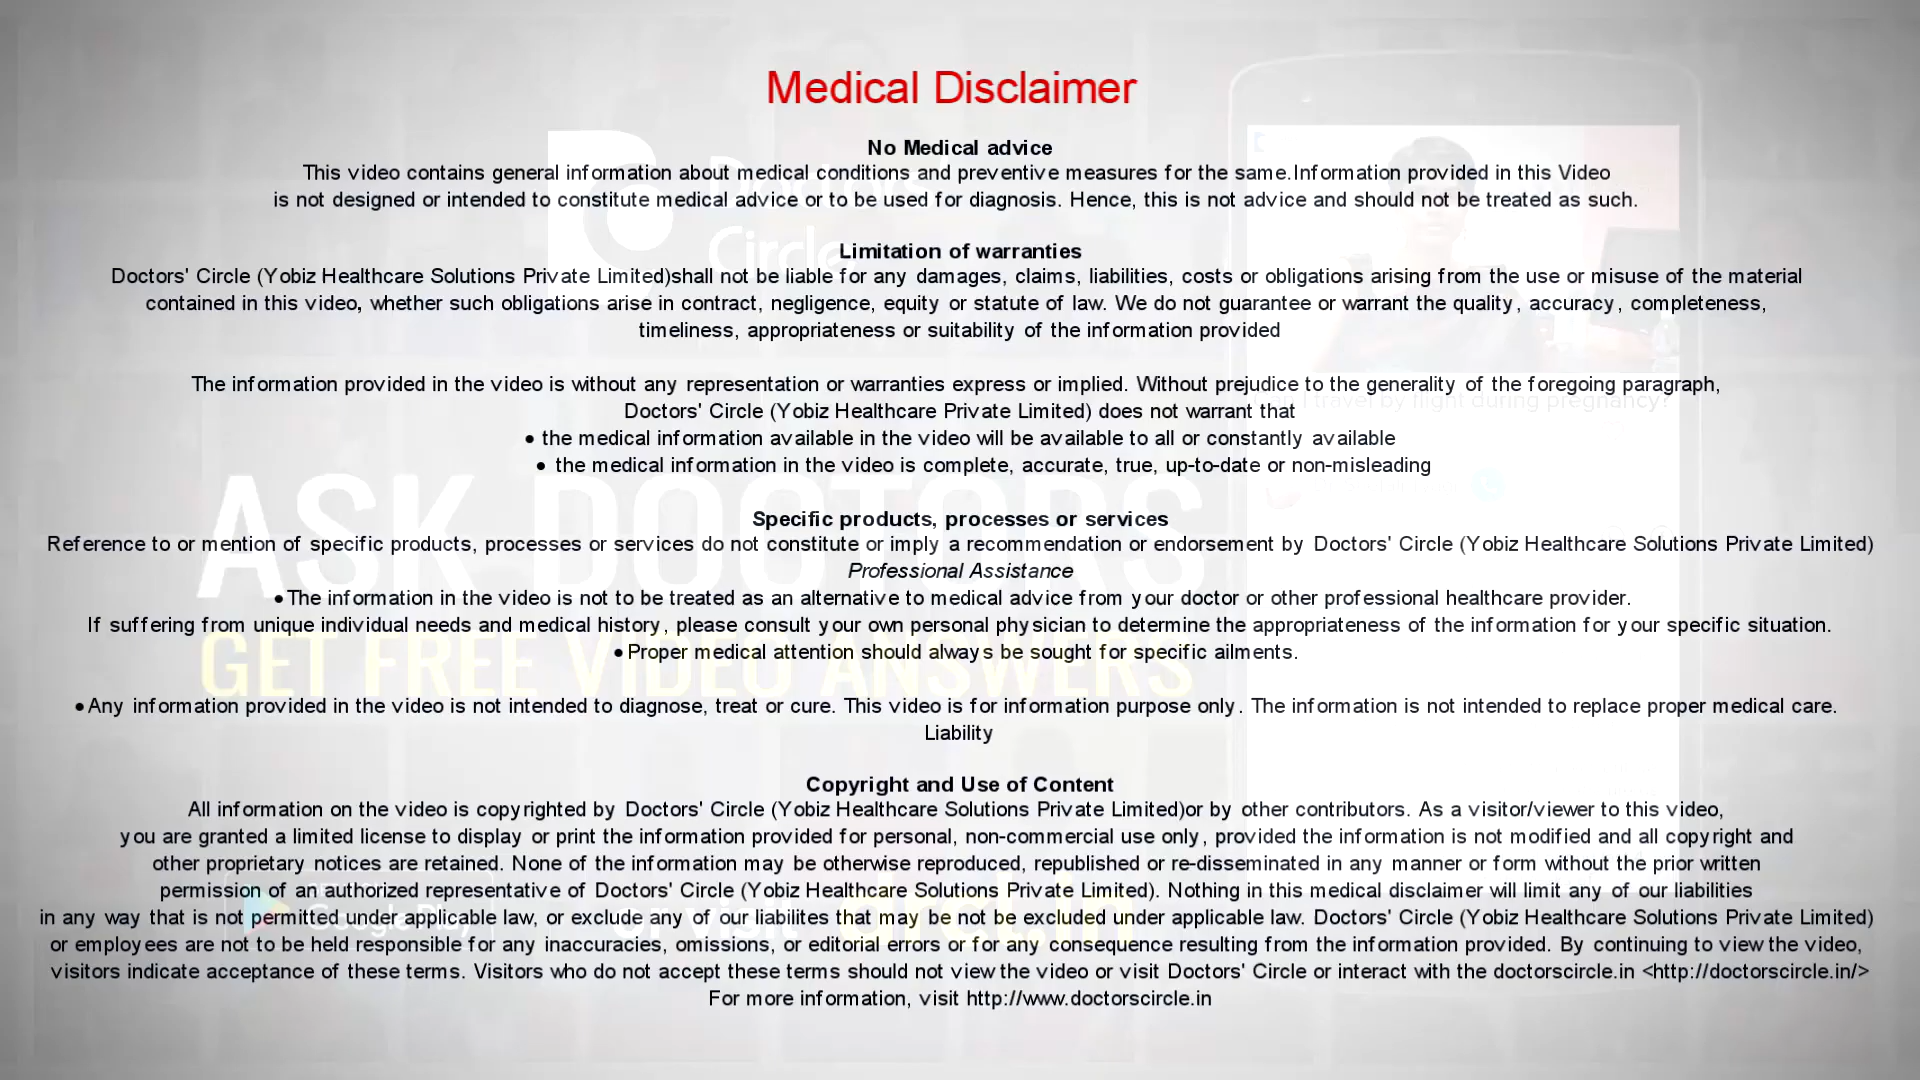 Medical Disclaimer
No Medical advice
This video contains general information about medical conditions and preventive measures for the same.Information provided in this Video
is not designed or intended to constitute medical advice or to be used for diagnosis. Hence, this is not advice and should not be treated as such.
Doctors'
Circle
Limitation of warranties
Doctors' Circle (Yobiz Healthcare Solutions Private Limited)shall not be liable for any damages, claims, liabilities, costs or obligations arising from the use or misuse of the material
contained in this video, whether such obligations arise in contract, negligence, equity or statute of law. We do not guarantee or warrant the quality, accuracy, completeness,
timeliness, appropriateness or suitability of the information provided
The information provided in the video is without any representation or warranties express or implied. Without prejudice to the generality of the foregoing paragraph,
Can I travel by flight during pregnancy?
Doctors' Circle (Yobiz Healthcare Private Limited) does not warrant that
• the medical information available in the video will be available to all or constantly available
• the medical information in the video is complete, accurate, true, up-to-date or non-misleading
ASK DOCTORS
Specific products, processes or services
Reference to or mention of specific products, processes or services do not constitute or imply a recommendation or endorsement by Doctors' Circle (Yobiz Healthcare Solutions Private Limited)
Professional Assistance
•The information in the video is not to be treated as an alternative to medical advice from your doctor or other professional healthcare provider.
If suffering from unique individual needs and medical history, please consult your own personal physician to determine the appropriateness of the information for your specific situation.
•Proper medical attention should always be sought for specific ailments.
GET FREE VIDEO ANSWERS
•Any information provided in the video is not intended to diagnose, treat or cure. This video is for information purpose only. The information is not intended to replace proper medical care.
Liability
Copyright and Use of Content
All information on the video is copyrighted by Doctors' Circle (Yobiz Healthcare Solutions Private Limited)or by other contributors. As a visitor/viewer to this video,
you are granted a limited license to display or print the information provided for personal, non-commercial use only, provided the information is not modified and all copyright and
other proprietary notices are retained. None of the information may be otherwise reproduced, republished or re-disseminated in any manner or form without the prior written
permission of an authorized representative of Doctors' Circle (Yobiz Healthcare Solutions Private Limited). Nothing in this medical disclaimer will limit any of our liabilities
in any way that is not permitted under applicable law, or exclude any of our liabilites that may be not be excluded under applicable law. Doctors' Circle (Yobiz Healthcare Solutions Private Limited)
Google Play or visit drcl.in
or employees are not to be held responsible for any inaccuracies, omissions, or editorial errors or for any consequence resulting from the information provided. By continuing to view the video,
visitors indicate acceptance of these terms. Visitors who do not accept these terms should not view the video or visit Doctors' Circle or interact with the doctorscircle.in <http://doctorscircle.in/>
For more information, visit http://www.doctorscircle.in